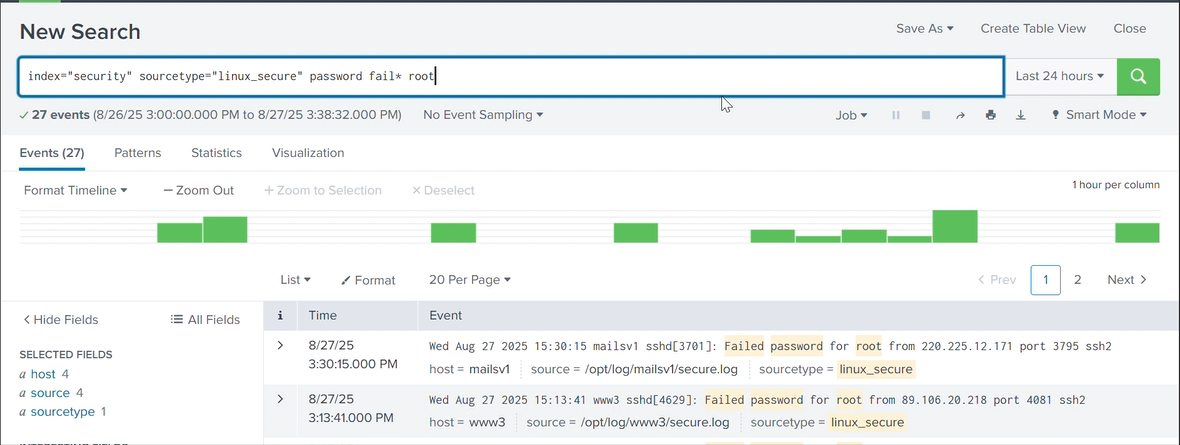 New Search
Save As ▾ Create Table View Close
index="security" sourcetype="linux_secure" password fail* root
Last 24 hours ▾
✓ 27 events (8/26/25 3:00:00.000 PM to 8/27/25 3:38:32.000 PM) No Event Sampling ▾
Job ▾ Smart Mode ▾
Events (27) Patterns Statistics Visualization
Format Timeline ▾ — Zoom Out + Zoom to Selection × Deselect
1 hour per column
List ▾ Format 20 Per Page ▾
< Prev 1 2 Next >
< Hide Fields All Fields
i Time Event
SELECTED FIELDS
a host 4
a source 4
a sourcetype 1
> 8/27/25
3:30:15.000 PM
Wed Aug 27 2025 15:30:15 mailsv1 sshd[3701]: Failed password for root from 220.225.12.171 port 3795 ssh2
host = mailsv1 source = /opt/log/mailsv1/secure.log sourcetype = linux_secure
> 8/27/25
3:13:41.000 PM
Wed Aug 27 2025 15:13:41 www3 sshd[4629]: Failed password for root from 89.106.20.218 port 4081 ssh2
host = www3 source = /opt/log/www3/secure.log sourcetype = linux_secure